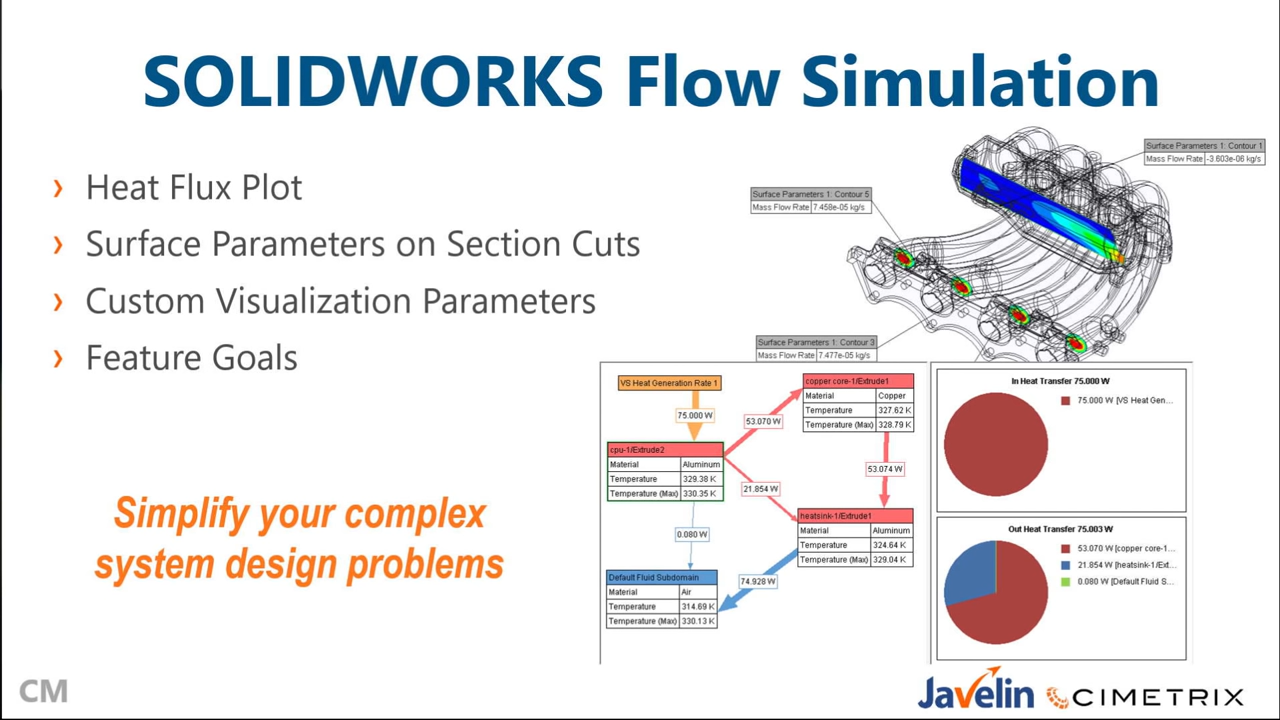 SOLIDWORKS Flow Simulation
› Heat Flux Plot
› Surface Parameters on Section Cuts
› Custom Visualization Parameters
› Feature Goals
Simplify your complex
system design problems
Surface Parameters 1: Contour 1
Mass Flow Rate -3.603e-06 kg/s
Surface Parameters 1: Contour 5
Mass Flow Rate 7.458e-05 kg/s
Surface Parameters 1: Contour 3
Mass Flow Rate 7.477e-05 kg/s
VS Heat Generation Rate 1
75.000 W
cpu-1/Extrude2
Material Aluminum
Temperature 329.38 K
Temperature (Max) 330.35 K
53.070 W
copper core-1/Extrude1
Material Copper
Temperature 327.62 K
Temperature (Max) 328.79 K
53.074 W
21.854 W
heatsink-1/Extrude1
Material Aluminum
Temperature 324.64 K
Temperature (Max) 329.04 K
0.080 W
74.928 W
Default Fluid Subdomain
Material Air
Temperature 314.69 K
Temperature (Max) 330.13 K
In Heat Transfer 75.000 W
75.000 W [VS Heat Gen...
Out Heat Transfer 75.003 W
53.070 W [copper core-1...
21.854 W [heatsink-1/Ext...
0.080 W [Default Fluid S...
CM
Javelin CIMETRIX